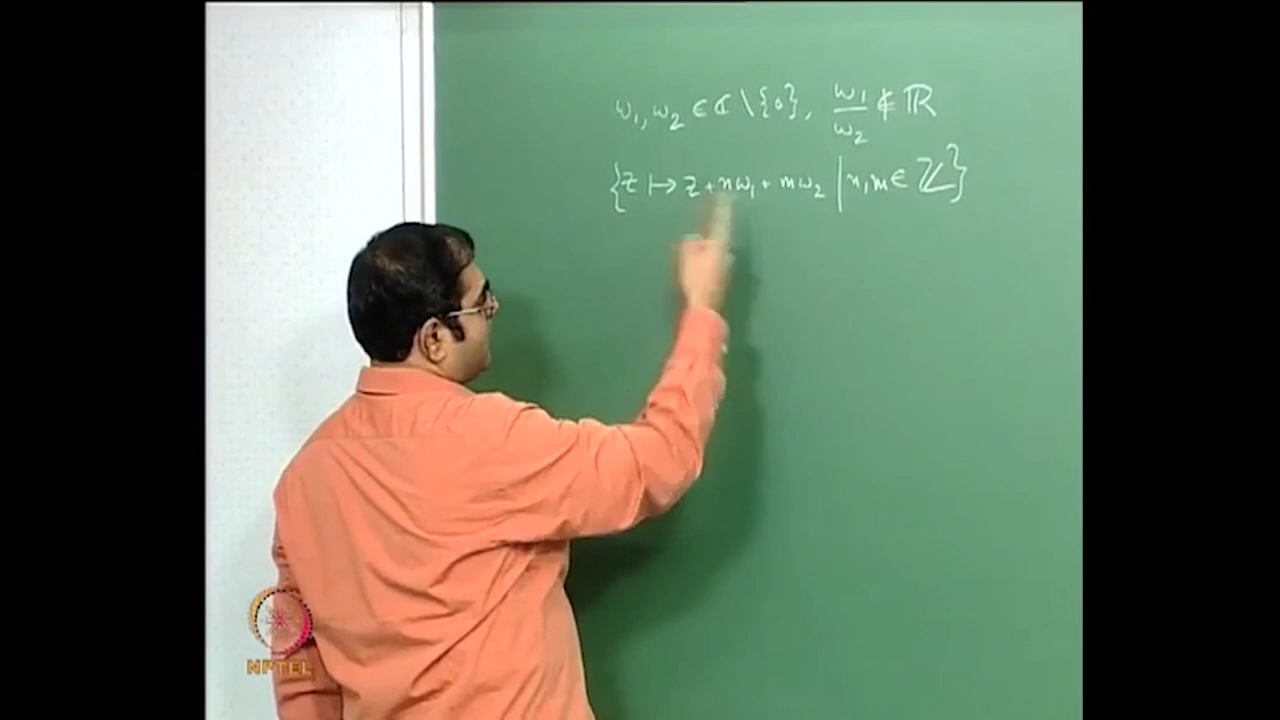 ω₁, ω₂ ∈ ℂ \ {0}, ω₁/ω₂ ∉ ℝ
{z ↦ z + nω₁ + mω₂ | n, m ∈ ℤ}
NPTEL